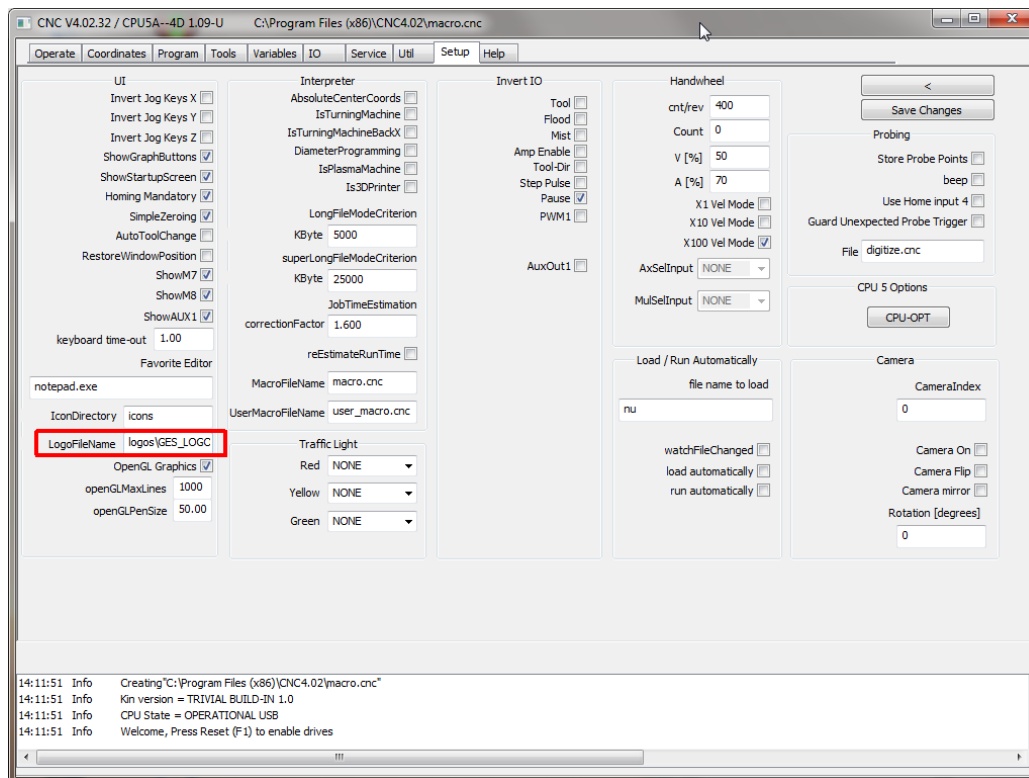 CNC V4.02.32 / CPU5A--4D 1.09-U C:\Program Files (x86)\CNC4.02\macro.cnc
Operate Coordinates Program Tools Variables IO Service Util Setup Help
UI
Invert Jog Keys X
Invert Jog Keys Y
Invert Jog Keys Z
ShowGraphButtons
ShowStartupScreen
Homing Mandatory
SimpleZeroing
AutoToolChange
RestoreWindowPosition
ShowM7
ShowM8
ShowAUX1
keyboard time-out 1.00
Favorite Editor
notepad.exe
IconDirectory icons
LogoFileName logos\GES_LOGC
OpenGL Graphics
openGLMaxLines 1000
openGLPenSize 50.00
Interpreter
AbsoluteCenterCoords
IsTurningMachine
IsTurningMachineBackX
DiameterProgramming
IsPlasmaMachine
Is3DPrinter
LongFileModeCriterion
KByte 5000
superLongFileModeCriterion
KByte 25000
JobTimeEstimation
correctionFactor 1.600
reEstimateRunTime
MacroFileName macro.cnc
UserMacroFileName user_macro.cnc
Traffic Light
Red NONE
Yellow NONE
Green NONE
Invert IO
Tool
Flood
Mist
Amp Enable
Tool-Dir
Step Pulse
Pause
PWM1
AuxOut1
Handwheel
cnt/rev 400
Count 0
V [%] 50
A [%] 70
X1 Vel Mode
X10 Vel Mode
X100 Vel Mode
AxSelInput NONE
MulSelInput NONE
Load / Run Automatically
file name to load
nu
watchFileChanged
load automatically
run automatically
<
Save Changes
Probing
Store Probe Points
beep
Use Home input 4
Guard Unexpected Probe Trigger
File digitize.cnc
CPU 5 Options
CPU-OPT
Camera
CameraIndex
0
Camera On
Camera Flip
Camera mirror
Rotation [degrees]
0
14:11:51 Info Creating"C:\Program Files (x86)\CNC4.02\macro.cnc"
14:11:51 Info Kin version = TRIVIAL BUILD-IN 1.0
14:11:51 Info CPU State = OPERATIONAL USB
14:11:51 Info Welcome, Press Reset (F1) to enable drives